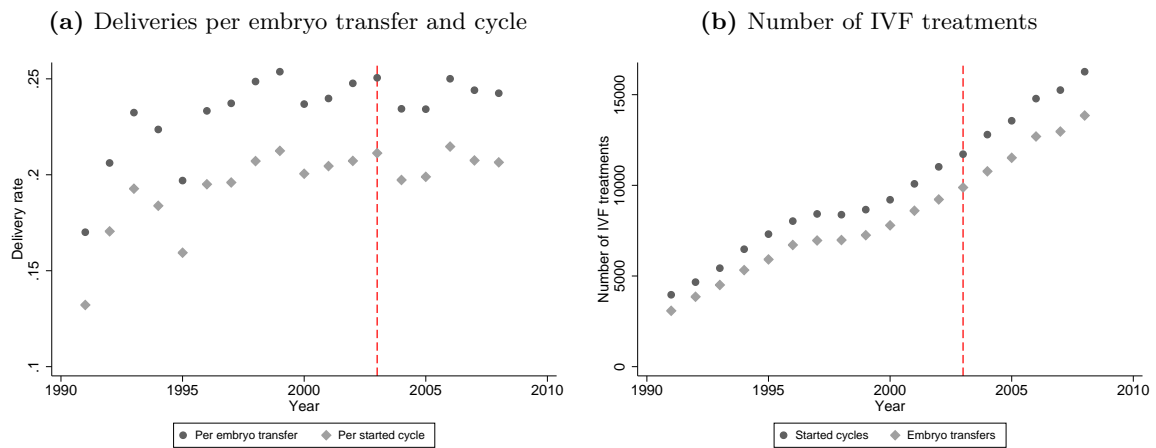 (a) Deliveries per embryo transfer and cycle
.25
.2
.15
.1
Delivery rate
1990 1995 2000 2005 2010
Year
Per embryo transfer Per started cycle
(b) Number of IVF treatments
15000
10000
5000
0
Number of IVF treatments
1990 1995 2000 2005 2010
Year
Started cycles Embryo transfers